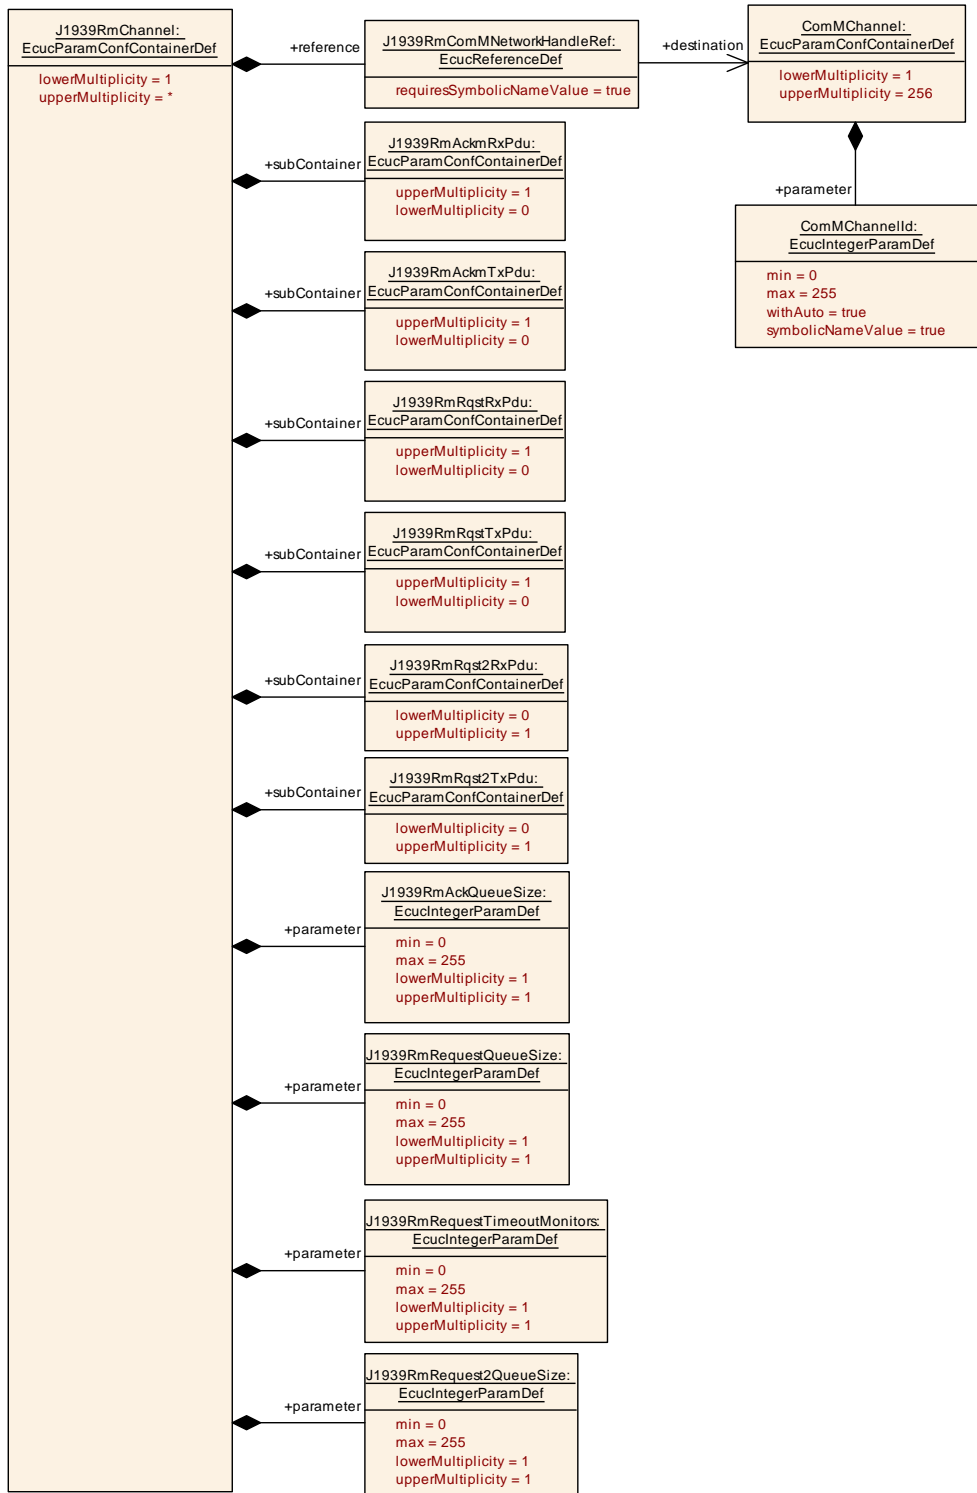 J1939RmChannel:
EcucParamConfContainerDef
lowerMultiplicity = 1
upperMultiplicity = *
+reference
J1939RmComMNetworkHandleRef:
EcucReferenceDef
requiresSymbolicNameValue = true
+destination
ComMChannel:
EcucParamConfContainerDef
lowerMultiplicity = 1
upperMultiplicity = 256
+parameter
ComMChannelId:
EcucIntegerParamDef
min = 0
max = 255
withAuto = true
symbolicNameValue = true
+subContainer
J1939RmAckmRxPdu:
EcucParamConfContainerDef
upperMultiplicity = 1
lowerMultiplicity = 0
+subContainer
J1939RmAckmTxPdu:
EcucParamConfContainerDef
upperMultiplicity = 1
lowerMultiplicity = 0
+subContainer
J1939RmRqstRxPdu:
EcucParamConfContainerDef
upperMultiplicity = 1
lowerMultiplicity = 0
+subContainer
J1939RmRqstTxPdu:
EcucParamConfContainerDef
upperMultiplicity = 1
lowerMultiplicity = 0
+subContainer
J1939RmRqst2RxPdu:
EcucParamConfContainerDef
lowerMultiplicity = 0
upperMultiplicity = 1
+subContainer
J1939RmRqst2TxPdu:
EcucParamConfContainerDef
lowerMultiplicity = 0
upperMultiplicity = 1
+parameter
J1939RmAckQueueSize:
EcucIntegerParamDef
min = 0
max = 255
lowerMultiplicity = 1
upperMultiplicity = 1
+parameter
J1939RmRequestQueueSize:
EcucIntegerParamDef
min = 0
max = 255
lowerMultiplicity = 1
upperMultiplicity = 1
+parameter
J1939RmRequestTimeoutMonitors:
EcucIntegerParamDef
min = 0
max = 255
lowerMultiplicity = 1
upperMultiplicity = 1
+parameter
J1939RmRequest2QueueSize:
EcucIntegerParamDef
min = 0
max = 255
lowerMultiplicity = 1
upperMultiplicity = 1